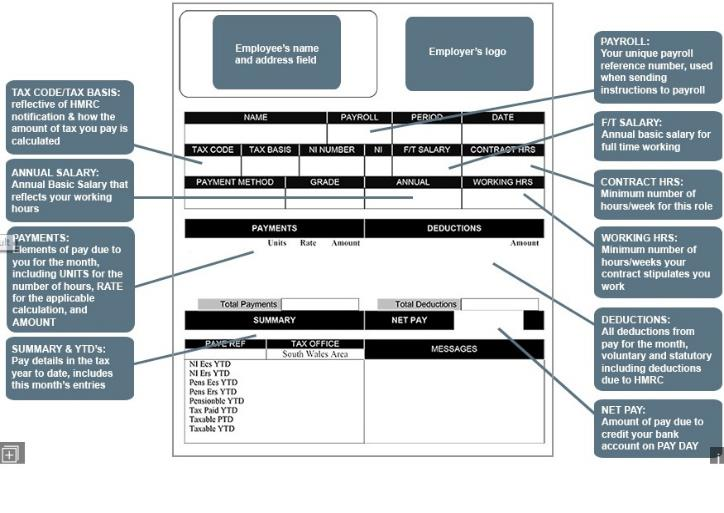 Employee's name
and address field
Employer's logo
TAX CODE/TAX BASIS:
reflective of HMRC
notification & how the
amount of tax you pay is
calculated
ANNUAL SALARY:
Annual Basic Salary that
reflects your working
hours
PAYMENTS:
Elements of pay due to
you for the month,
including UNITS for the
number of hours, RATE
for the applicable
calculation, and
AMOUNT
SUMMARY & YTD's:
Pay details in the tax
year to date, includes
this month's entries
NAME PAYROLL PERIOD DATE
TAX CODE TAX BASIS NI NUMBER NI F/T SALARY CONTRACT HRS
PAYMENT METHOD GRADE ANNUAL WORKING HRS
PAYMENTS DEDUCTIONS
Units Rate Amount Amount
Total Payments Total Deductions
SUMMARY NET PAY
PAYE REF TAX OFFICE MESSAGES
South Wales Area
NI Ees YTD
NI Ers YTD
Pens Ees YTD
Pens Ers YTD
Pensionble YTD
Tax Paid YTD
Taxable PTD
Taxable YTD
PAYROLL:
Your unique payroll
reference number, used
when sending
instructions to payroll
F/T SALARY:
Annual basic salary for
full time working
CONTRACT HRS:
Minimum number of
hours/week for this role
WORKING HRS:
Minimum number of
hours/weeks your
contract stipulates you
work
DEDUCTIONS:
All deductions from
pay for the month,
voluntary and statutory
including deductions
due to HMRC
NET PAY:
Amount of pay due to
credit your bank
account on PAY DAY